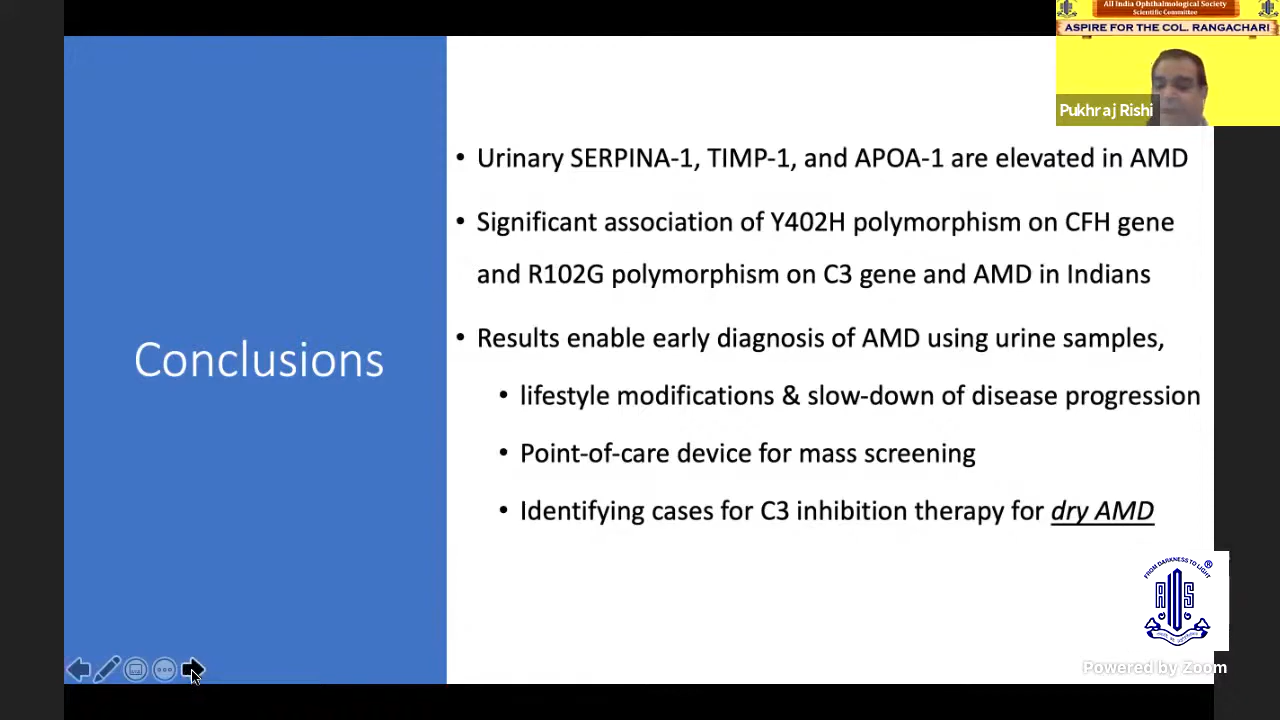 All India Ophthalmological Society
Scientific Committee
ASPIRE FOR THE COL. RANGACHARI
Pukhraj Rishi
Conclusions
• Urinary SERPINA-1, TIMP-1, and APOA-1 are elevated in AMD
• Significant association of Y402H polymorphism on CFH gene
and R102G polymorphism on C3 gene and AMD in Indians
• Results enable early diagnosis of AMD using urine samples,
• lifestyle modifications & slow-down of disease progression
• Point-of-care device for mass screening
• Identifying cases for C3 inhibition therapy for dry AMD
FROM DARKNESS TO LIGHT
®
AIOS
Powered by Zoom